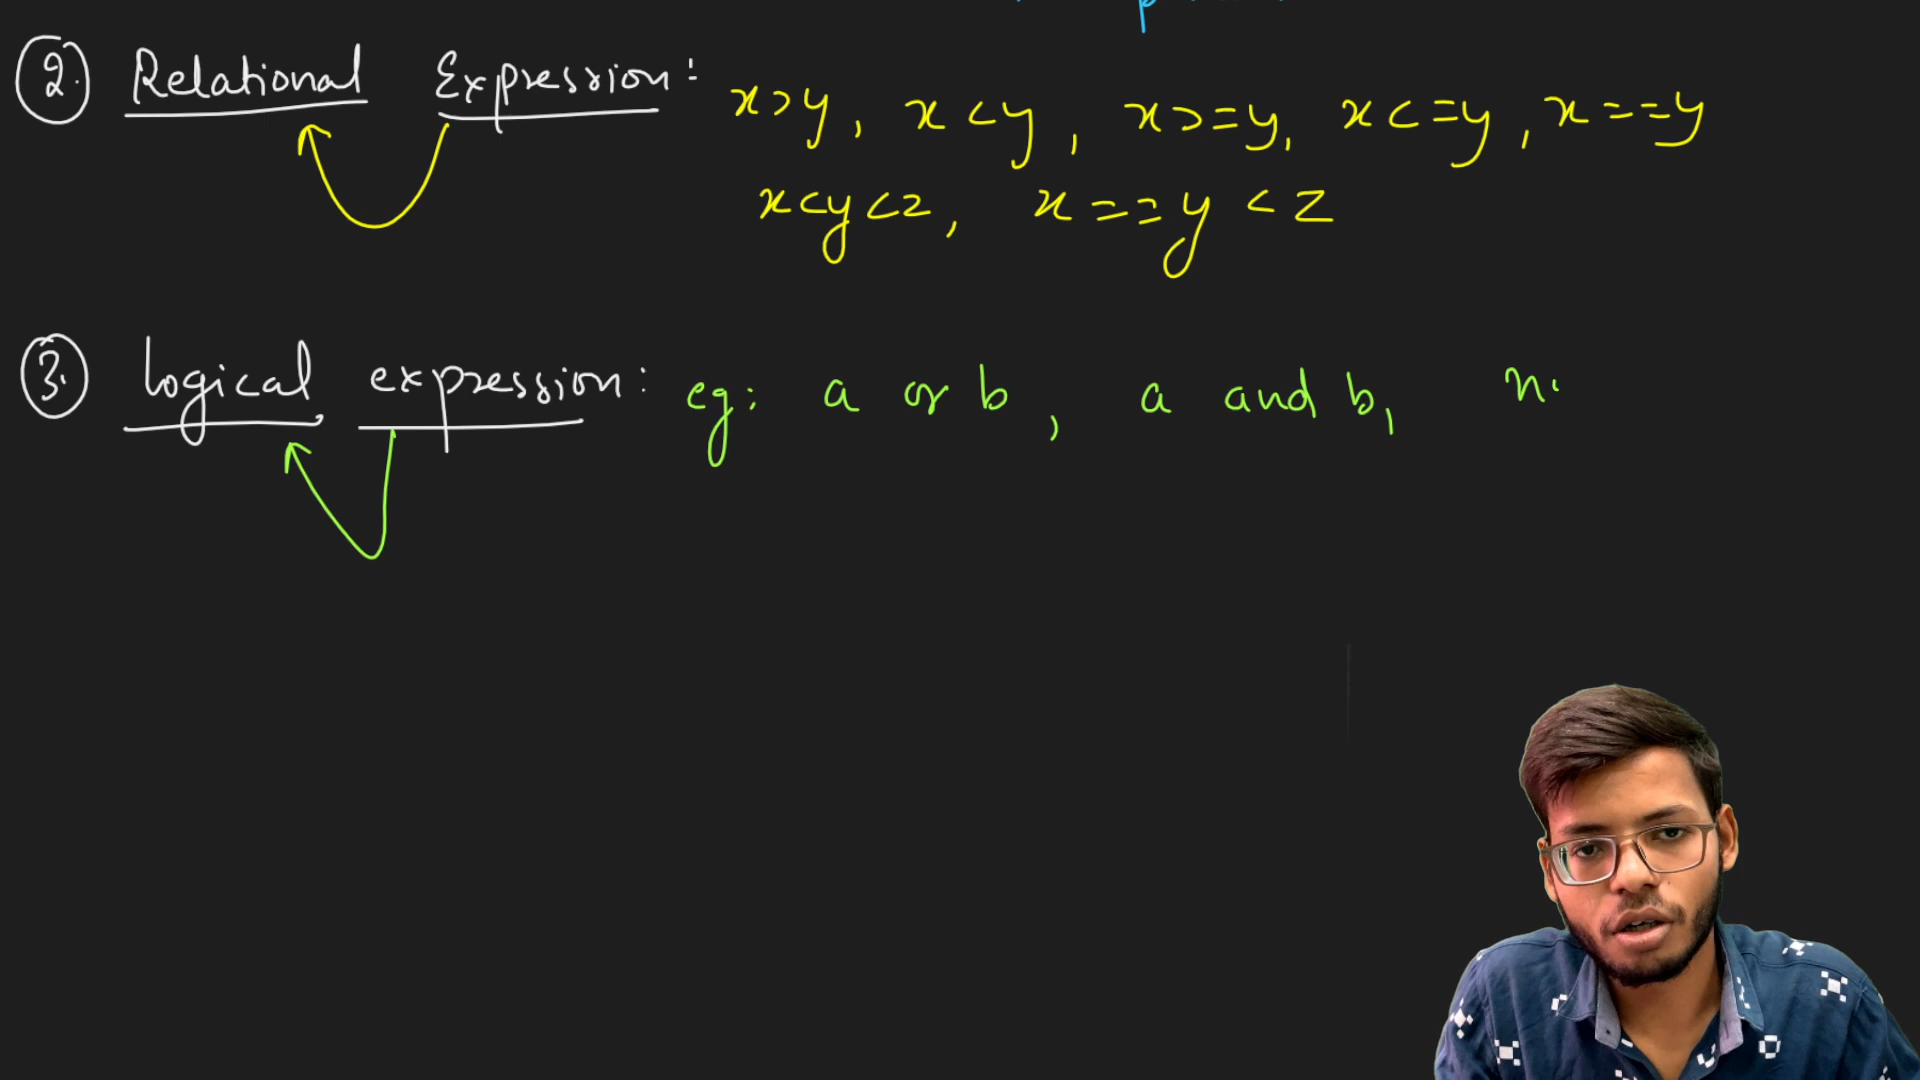 2. Relational Expression: x>y, x<y, x>=y, x<=y, x==y
x<y<z, x==y<z
3. Logical expression: eg: a or b, a and b,